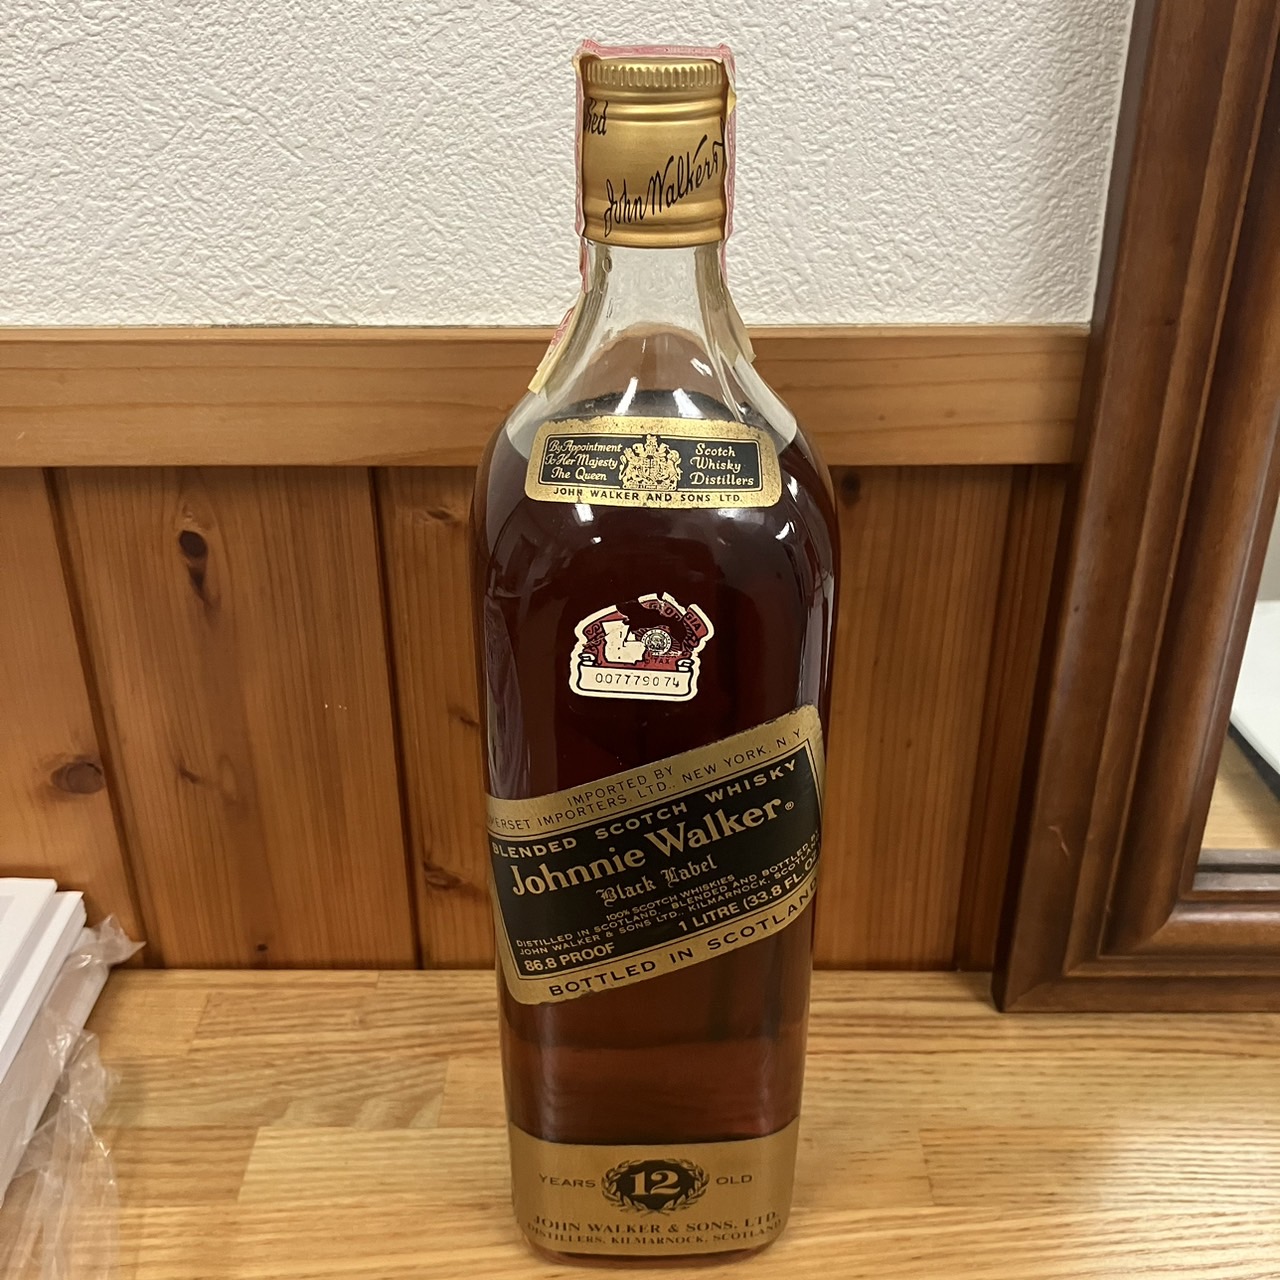 John Walker
By Appointment
To Her Majesty
The Queen
Scotch
Whisky
Distillers
JOHN WALKER AND SONS LTD.
TAX
007779074
IMPORTED BY
IMPORTERS, LTD., NEW YORK, N.Y.
BLENDED SCOTCH WHISKY
Johnnie Walker®
Black Label
100% SCOTCH WHISKIES
DISTILLED IN SCOTLAND, BLENDED AND BOTTLED BY
JOHN WALKER & SONS LTD., KILMARNOCK, SCOTLAND
86.8 PROOF 1 LITRE (33.8 FL. OZ
BOTTLED IN SCOTLAND
YEARS 12 OLD
JOHN WALKER & SONS, LTD.
DISTILLERS, KILMARNOCK, SCOTLAND